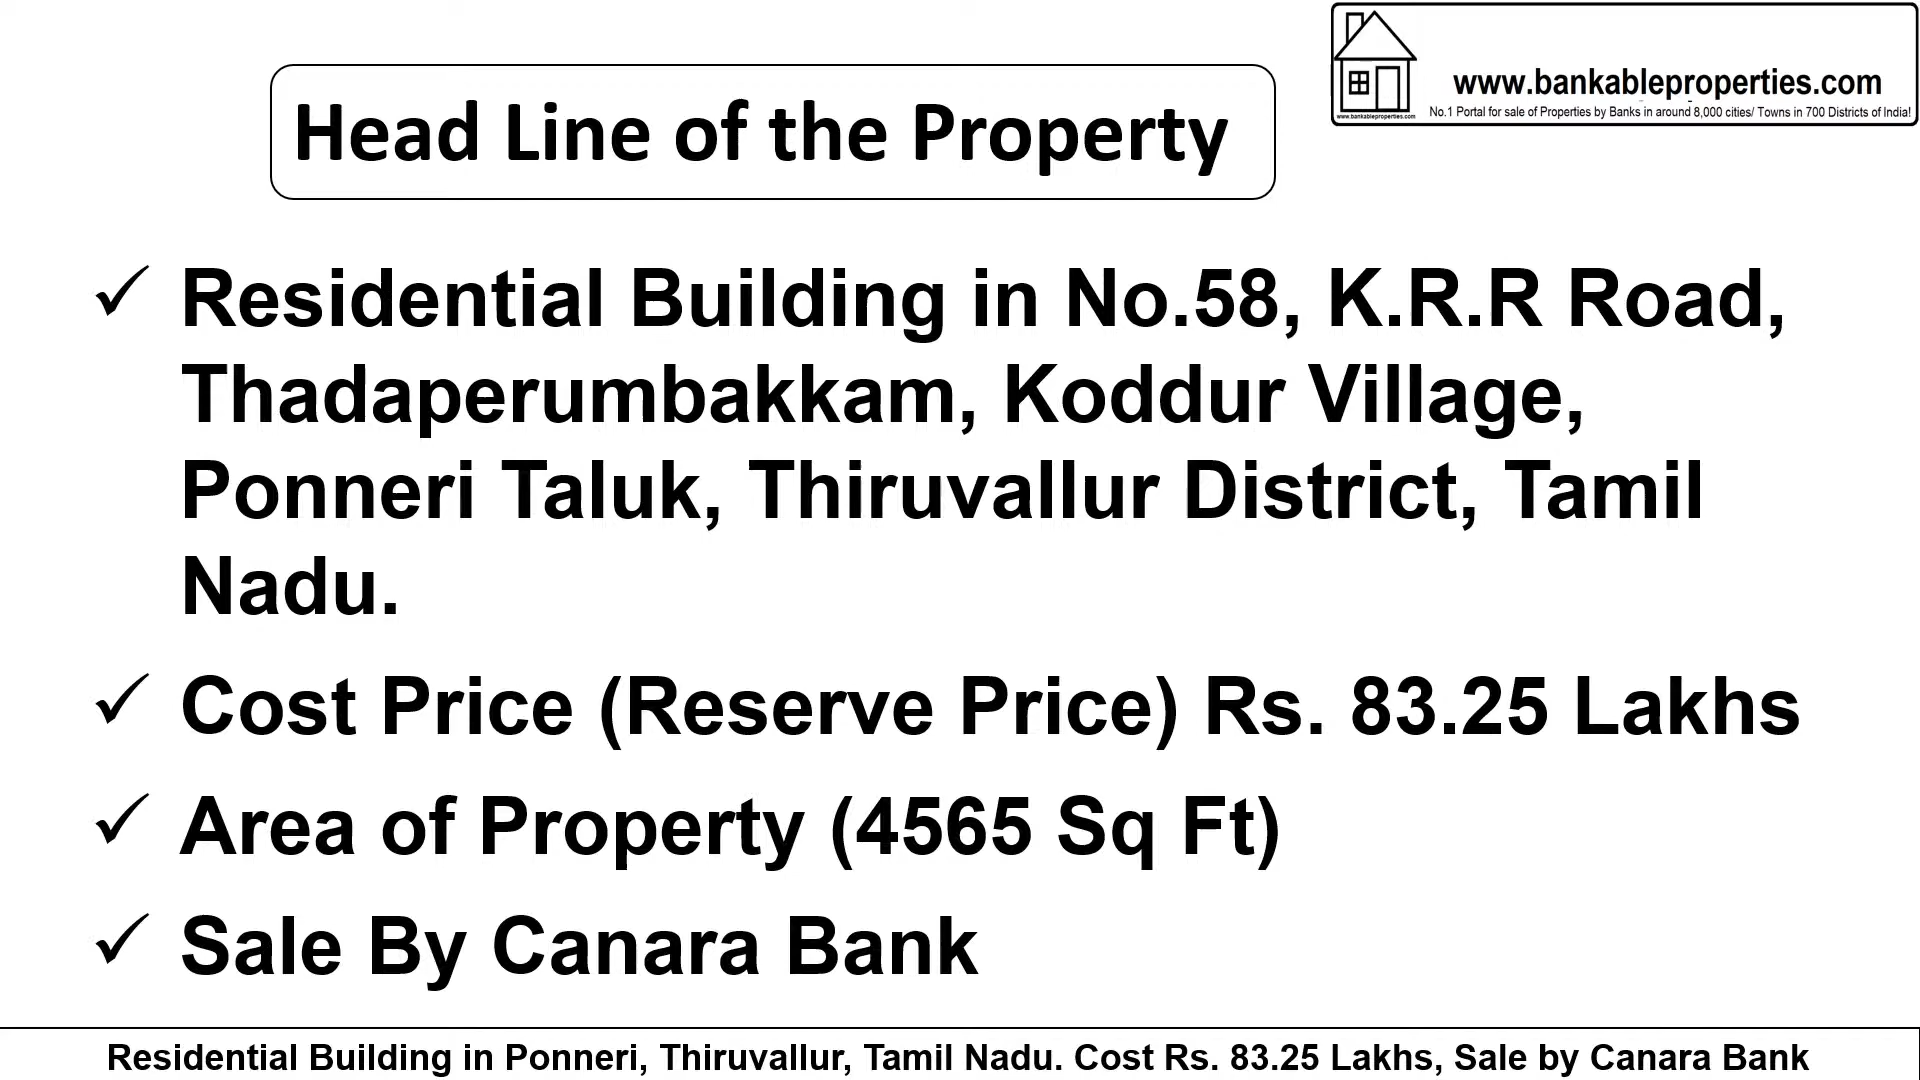 www.bankableproperties.com
No.1 Portal for sale of Properties by Banks in around 8,000 cities/ Towns in 700 Districts of India!
www.bankableproperties.com
Head Line of the Property
✓ Residential Building in No.58, K.R.R Road,
Thadaperumbakkam, Koddur Village,
Ponneri Taluk, Thiruvallur District, Tamil
Nadu.
✓ Cost Price (Reserve Price) Rs. 83.25 Lakhs
✓ Area of Property (4565 Sq Ft)
✓ Sale By Canara Bank
Residential Building in Ponneri, Thiruvallur, Tamil Nadu. Cost Rs. 83.25 Lakhs, Sale by Canara Bank